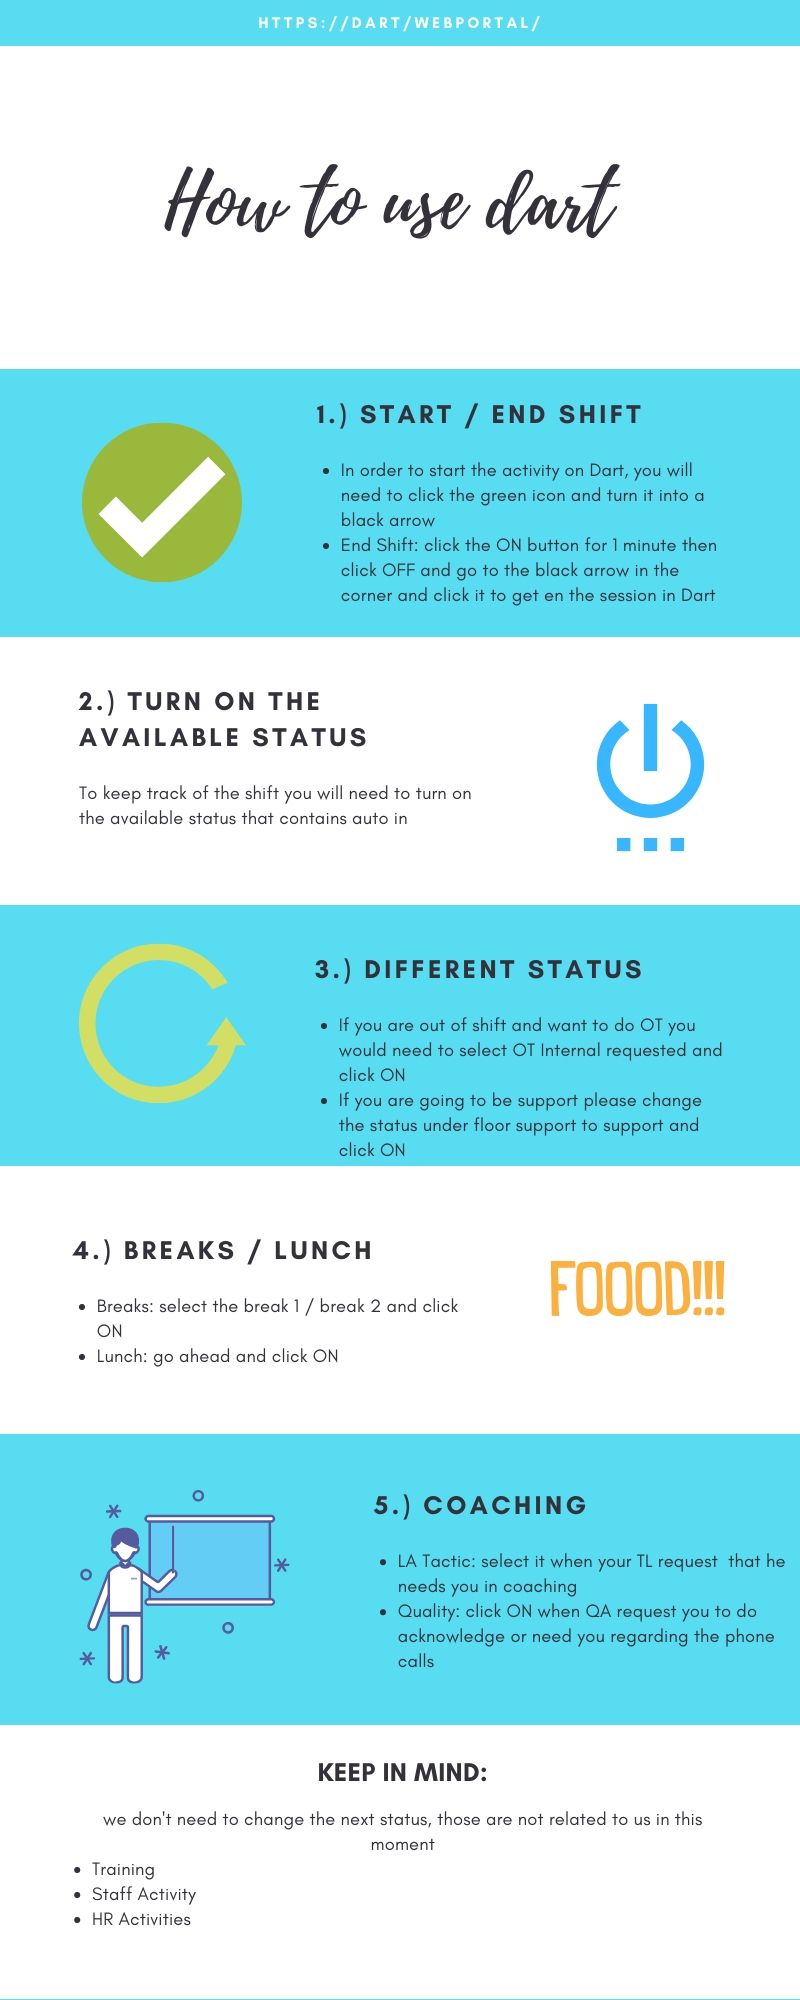 HTTPS://DART/WEBPORTAL/
How to use dart
1.) START / END SHIFT
• In order to start the activity on Dart, you will
need to click the green icon and turn it into a
black arrow
• End Shift: click the ON button for 1 minute then
click OFF and go to the black arrow in the
corner and click it to get en the session in Dart
2.) TURN ON THE
AVAILABLE STATUS
To keep track of the shift you will need to turn on
the available status that contains auto in
3.) DIFFERENT STATUS
• If you are out of shift and want to do OT you
would need to select OT Internal requested and
click ON
• If you are going to be support please change
the status under floor support to support and
click ON
4.) BREAKS / LUNCH
• Breaks: select the break 1 / break 2 and click
ON
• Lunch: go ahead and click ON
FOOOD!!!
5.) COACHING
• LA Tactic: select it when your TL request  that he
needs you in coaching
• Quality: click ON when QA request you to do
acknowledge or need you regarding the phone
calls
KEEP IN MIND:
we don't need to change the next status, those are not related to us in this
moment
• Training
• Staff Activity
• HR Activities